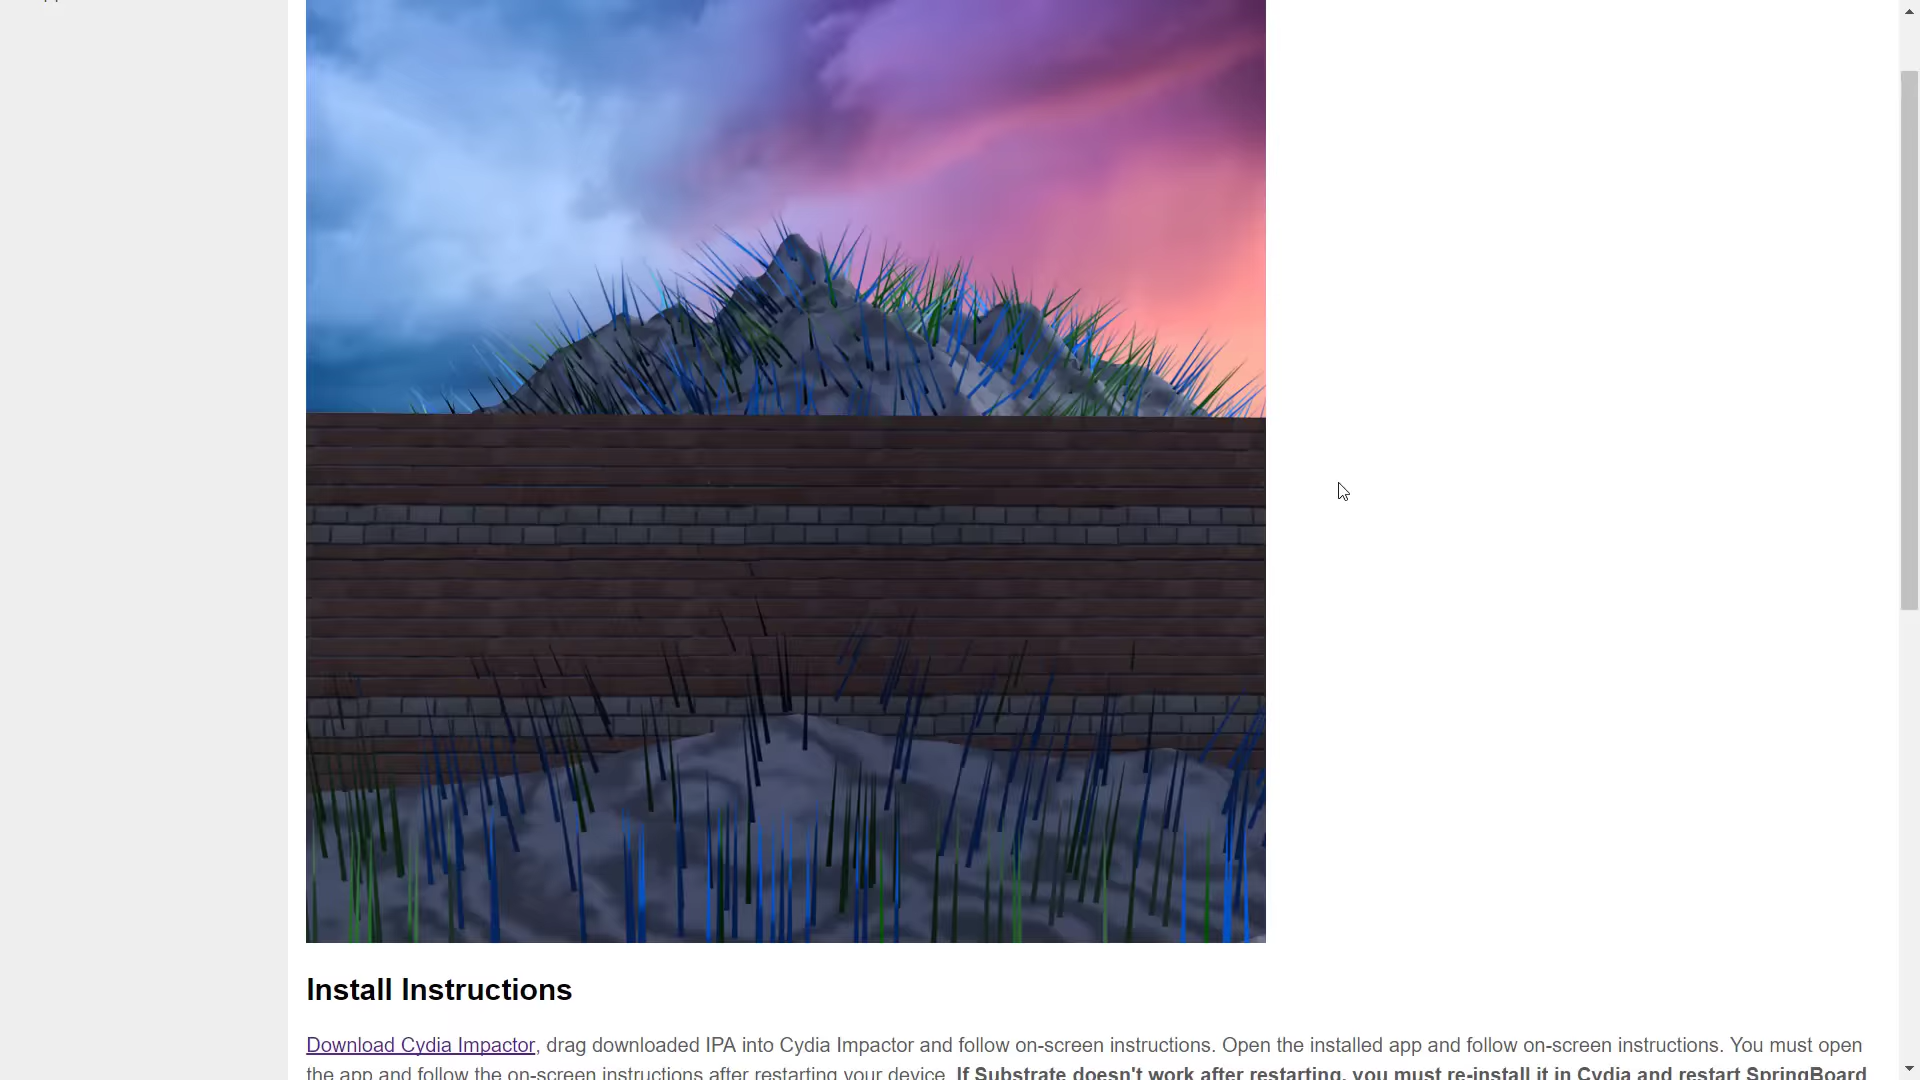 Install Instructions
Download Cydia Impactor, drag downloaded IPA into Cydia Impactor and follow on-screen instructions. Open the installed app and follow on-screen instructions. You must open
the app and follow the on-screen instructions after restarting your device. If Substrate doesn't work after restarting, you must re-install it in Cydia and restart SpringBoard